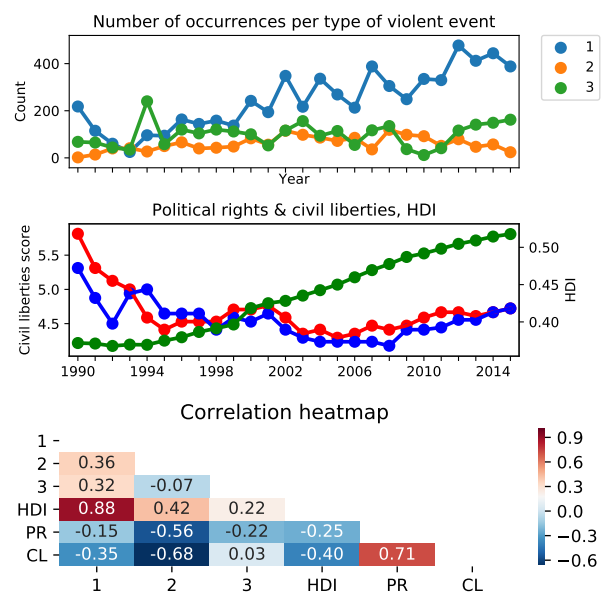 Number of occurrences per type of violent event
Count
400
200
0
Year
1
2
3
Political rights & civil liberties, HDI
Civil liberties score
5.5
5.0
4.5
0.50
0.45
0.40
HDI
1990 1994 1998 2002 2006 2010 2014
Correlation heatmap
1
2 0.36
3 0.32 -0.07
HDI 0.88 0.42 0.22
PR -0.15 -0.56 -0.22 -0.25
CL -0.35 -0.68 0.03 -0.40 0.71
1 2 3 HDI PR CL
0.9
0.6
0.3
0.0
−0.3
−0.6